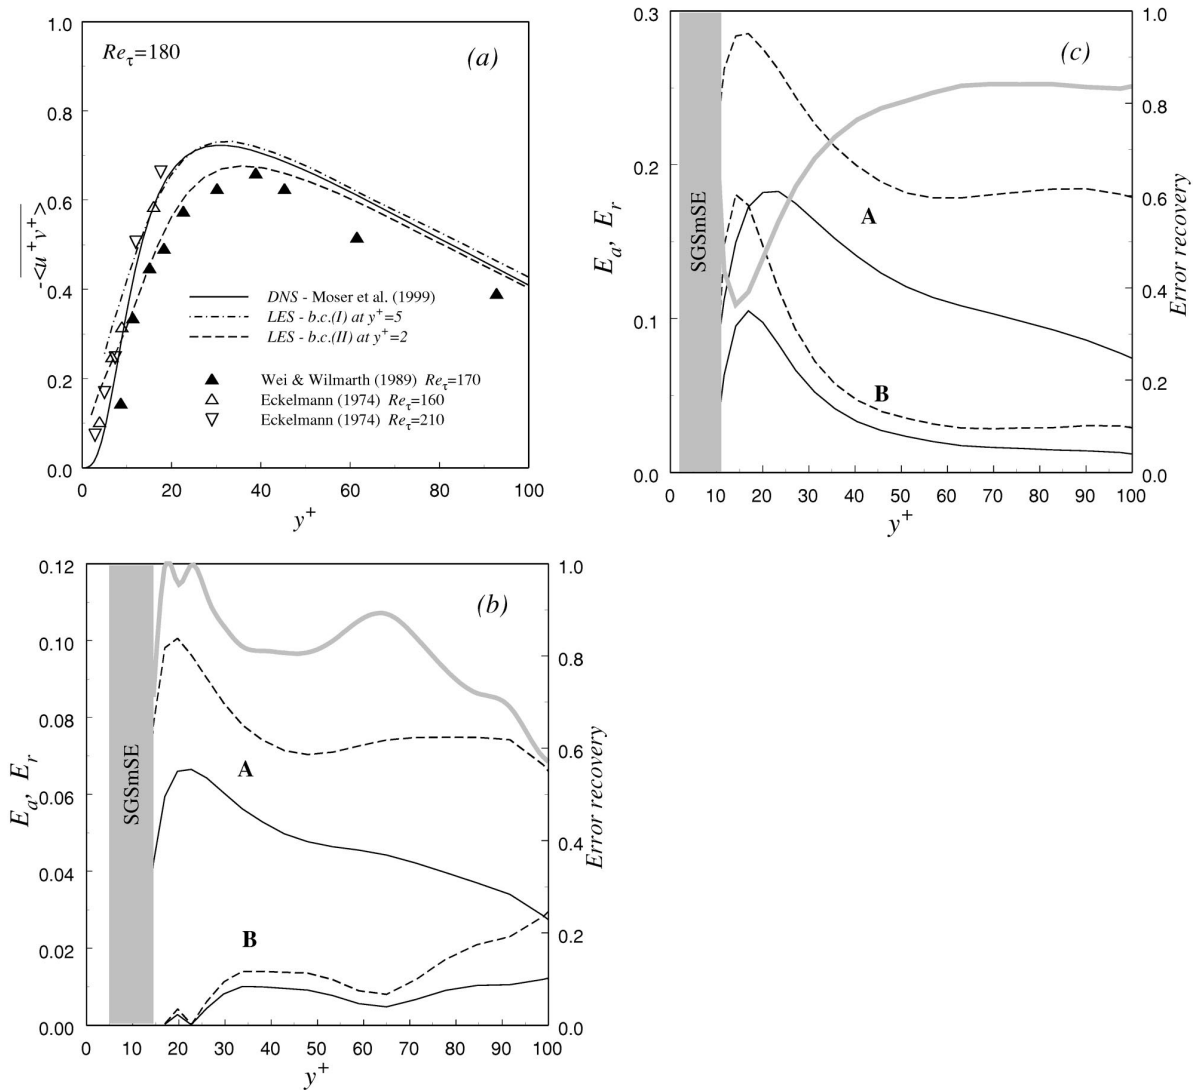 1.0
0.8
0.6
0.4
0.2
0.0
-<u⁺v⁺>
Re_τ=180
(a)
DNS - Moser et al. (1999)
LES - b.c.(I) at y⁺=5
LES - b.c.(II) at y⁺=2
Wei & Wilmarth (1989) Re_τ=170
Eckelmann (1974) Re_τ=160
Eckelmann (1974) Re_τ=210
0 20 40 60 80 100
y⁺
0.3
0.2
0.1
0.0
E_a, E_r
SGSmSE
(c)
A
B
1.0
0.8
0.6
0.4
0.2
0.0
Error recovery
0 10 20 30 40 50 60 70 80 90 100
y⁺
0.12
0.10
0.08
0.06
0.04
0.02
0.00
E_a, E_r
SGSmSE
(b)
A
B
1.0
0.8
0.6
0.4
0.2
0.0
Error recovery
0 10 20 30 40 50 60 70 80 90 100
y⁺